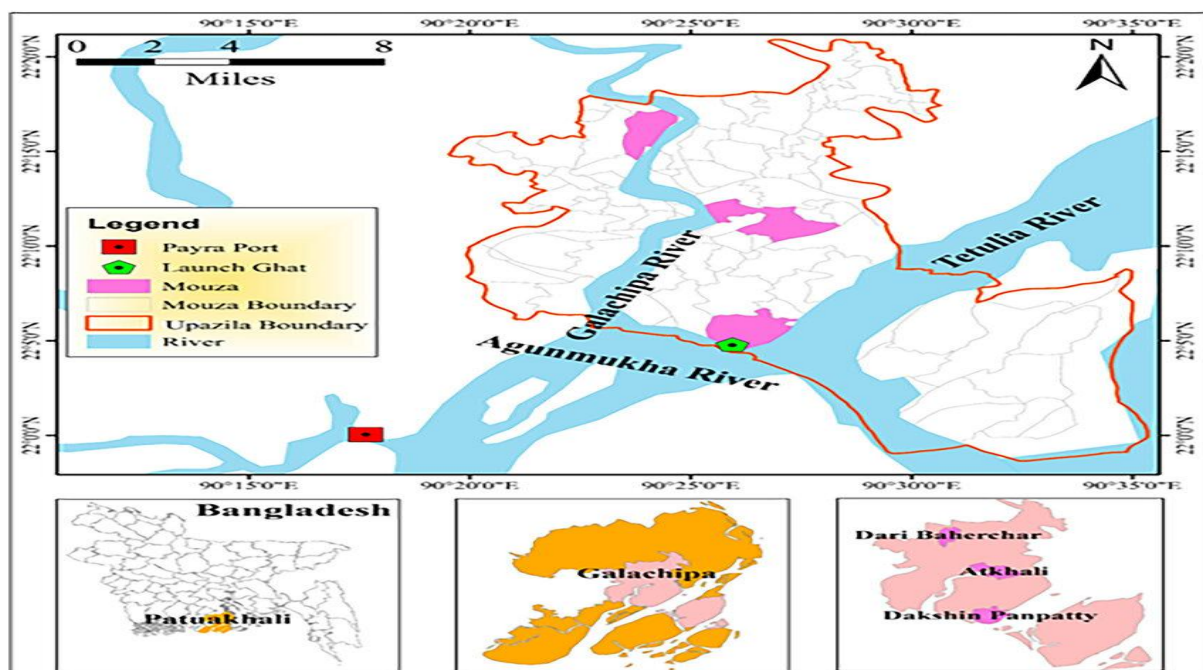 90°15'0"E 90°20'0"E 90°25'0"E 90°30'0"E 90°35'0"E
0 2 4 8
Miles
N
22°20'0"N 22°20'0"N
22°15'0"N 22°15'0"N
22°10'0"N 22°10'0"N
22°5'0"N 22°5'0"N
22°0'0"N 22°0'0"N
Legend
Payra Port
Launch Ghat
Mouza
Mouza Boundary
Upazila Boundary
River
Tetulia River
Galachipa River
Agunmukha River
90°15'0"E 90°20'0"E 90°25'0"E 90°30'0"E 90°35'0"E
Bangladesh
Patuakhali
Galachipa
Dari Baherchar
Atkhali
Dakshin Panpatty